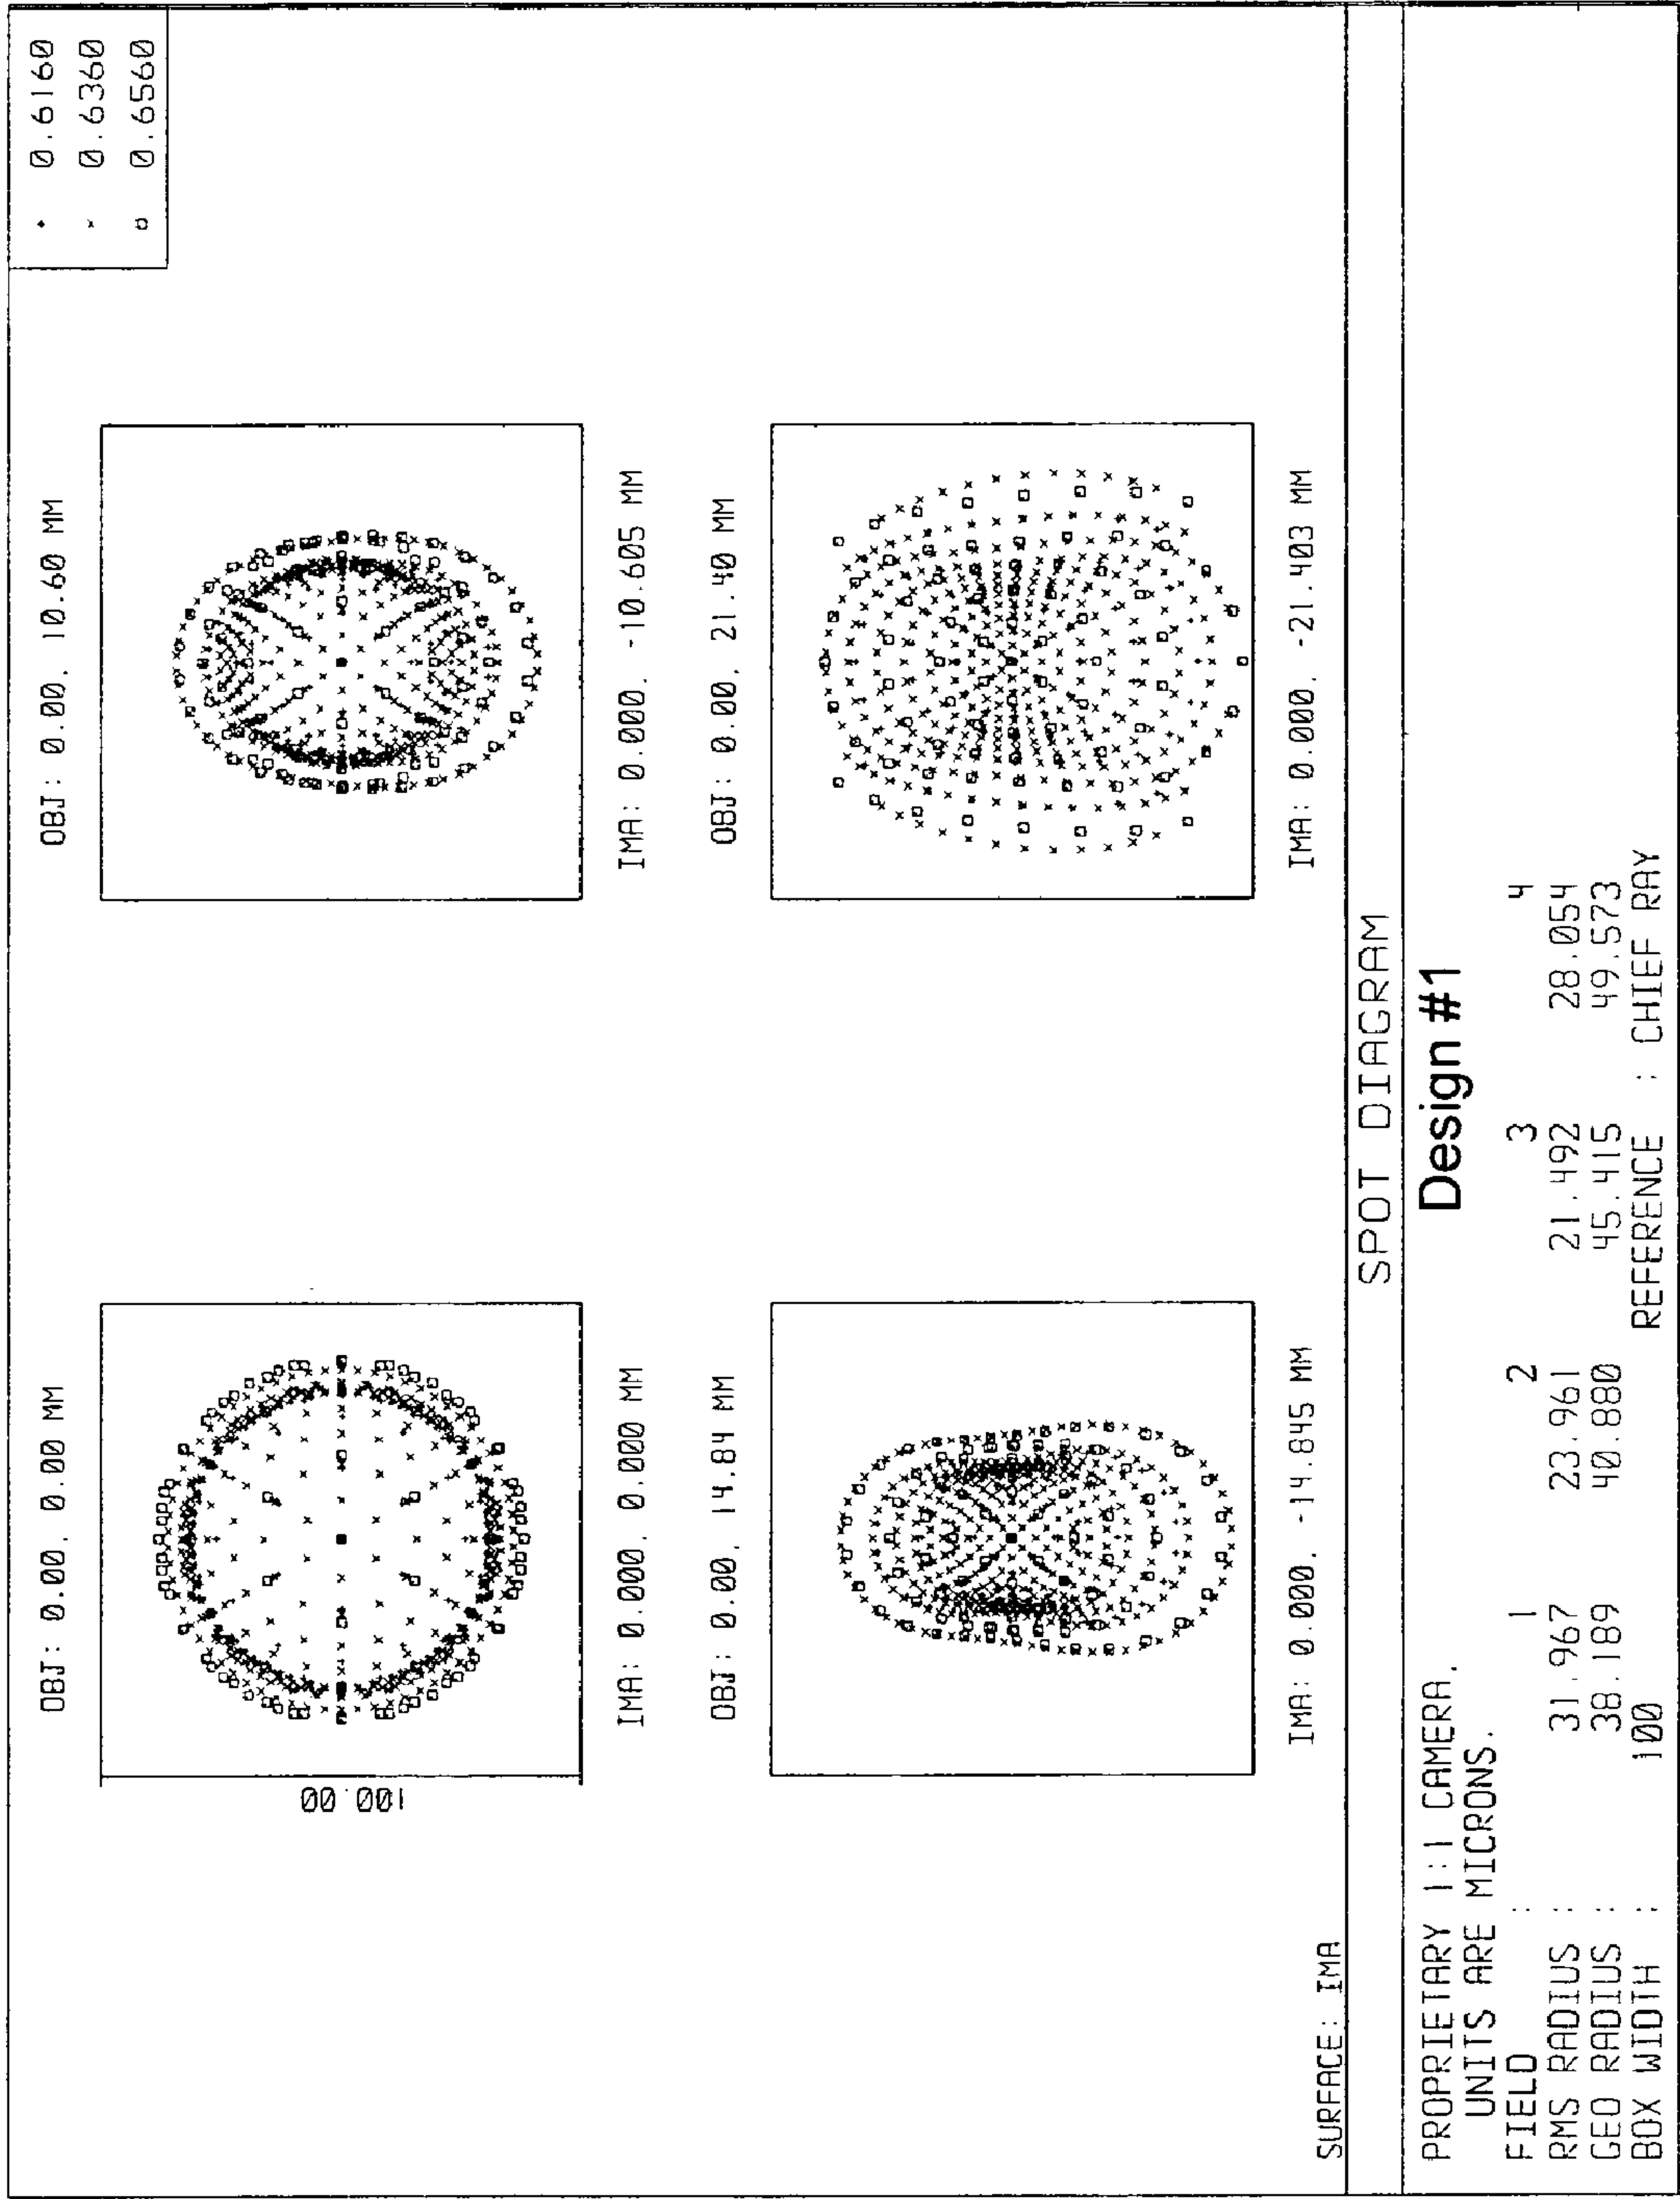 + 0.6160
× 0.6360
□ 0.6560
OBJ: 0.00, 0.00 MM
OBJ: 0.00, 10.60 MM
100.00
IMA: 0.000, 0.000 MM
IMA: 0.000, -10.605 MM
OBJ: 0.00, 14.84 MM
OBJ: 0.00, 21.40 MM
IMA: 0.000, -14.845 MM
IMA: 0.000, -21.403 MM
SURFACE: IMA
SPOT DIAGRAM
Design #1
PROPRIETARY 1:1 CAMERA.
UNITS ARE MICRONS.
FIELD : 1 2 3 4
RMS RADIUS : 31.967 23.961 21.492 28.054
GEO RADIUS : 38.189 40.880 45.415 49.573
BOX WIDTH : 100 REFERENCE : CHIEF RAY